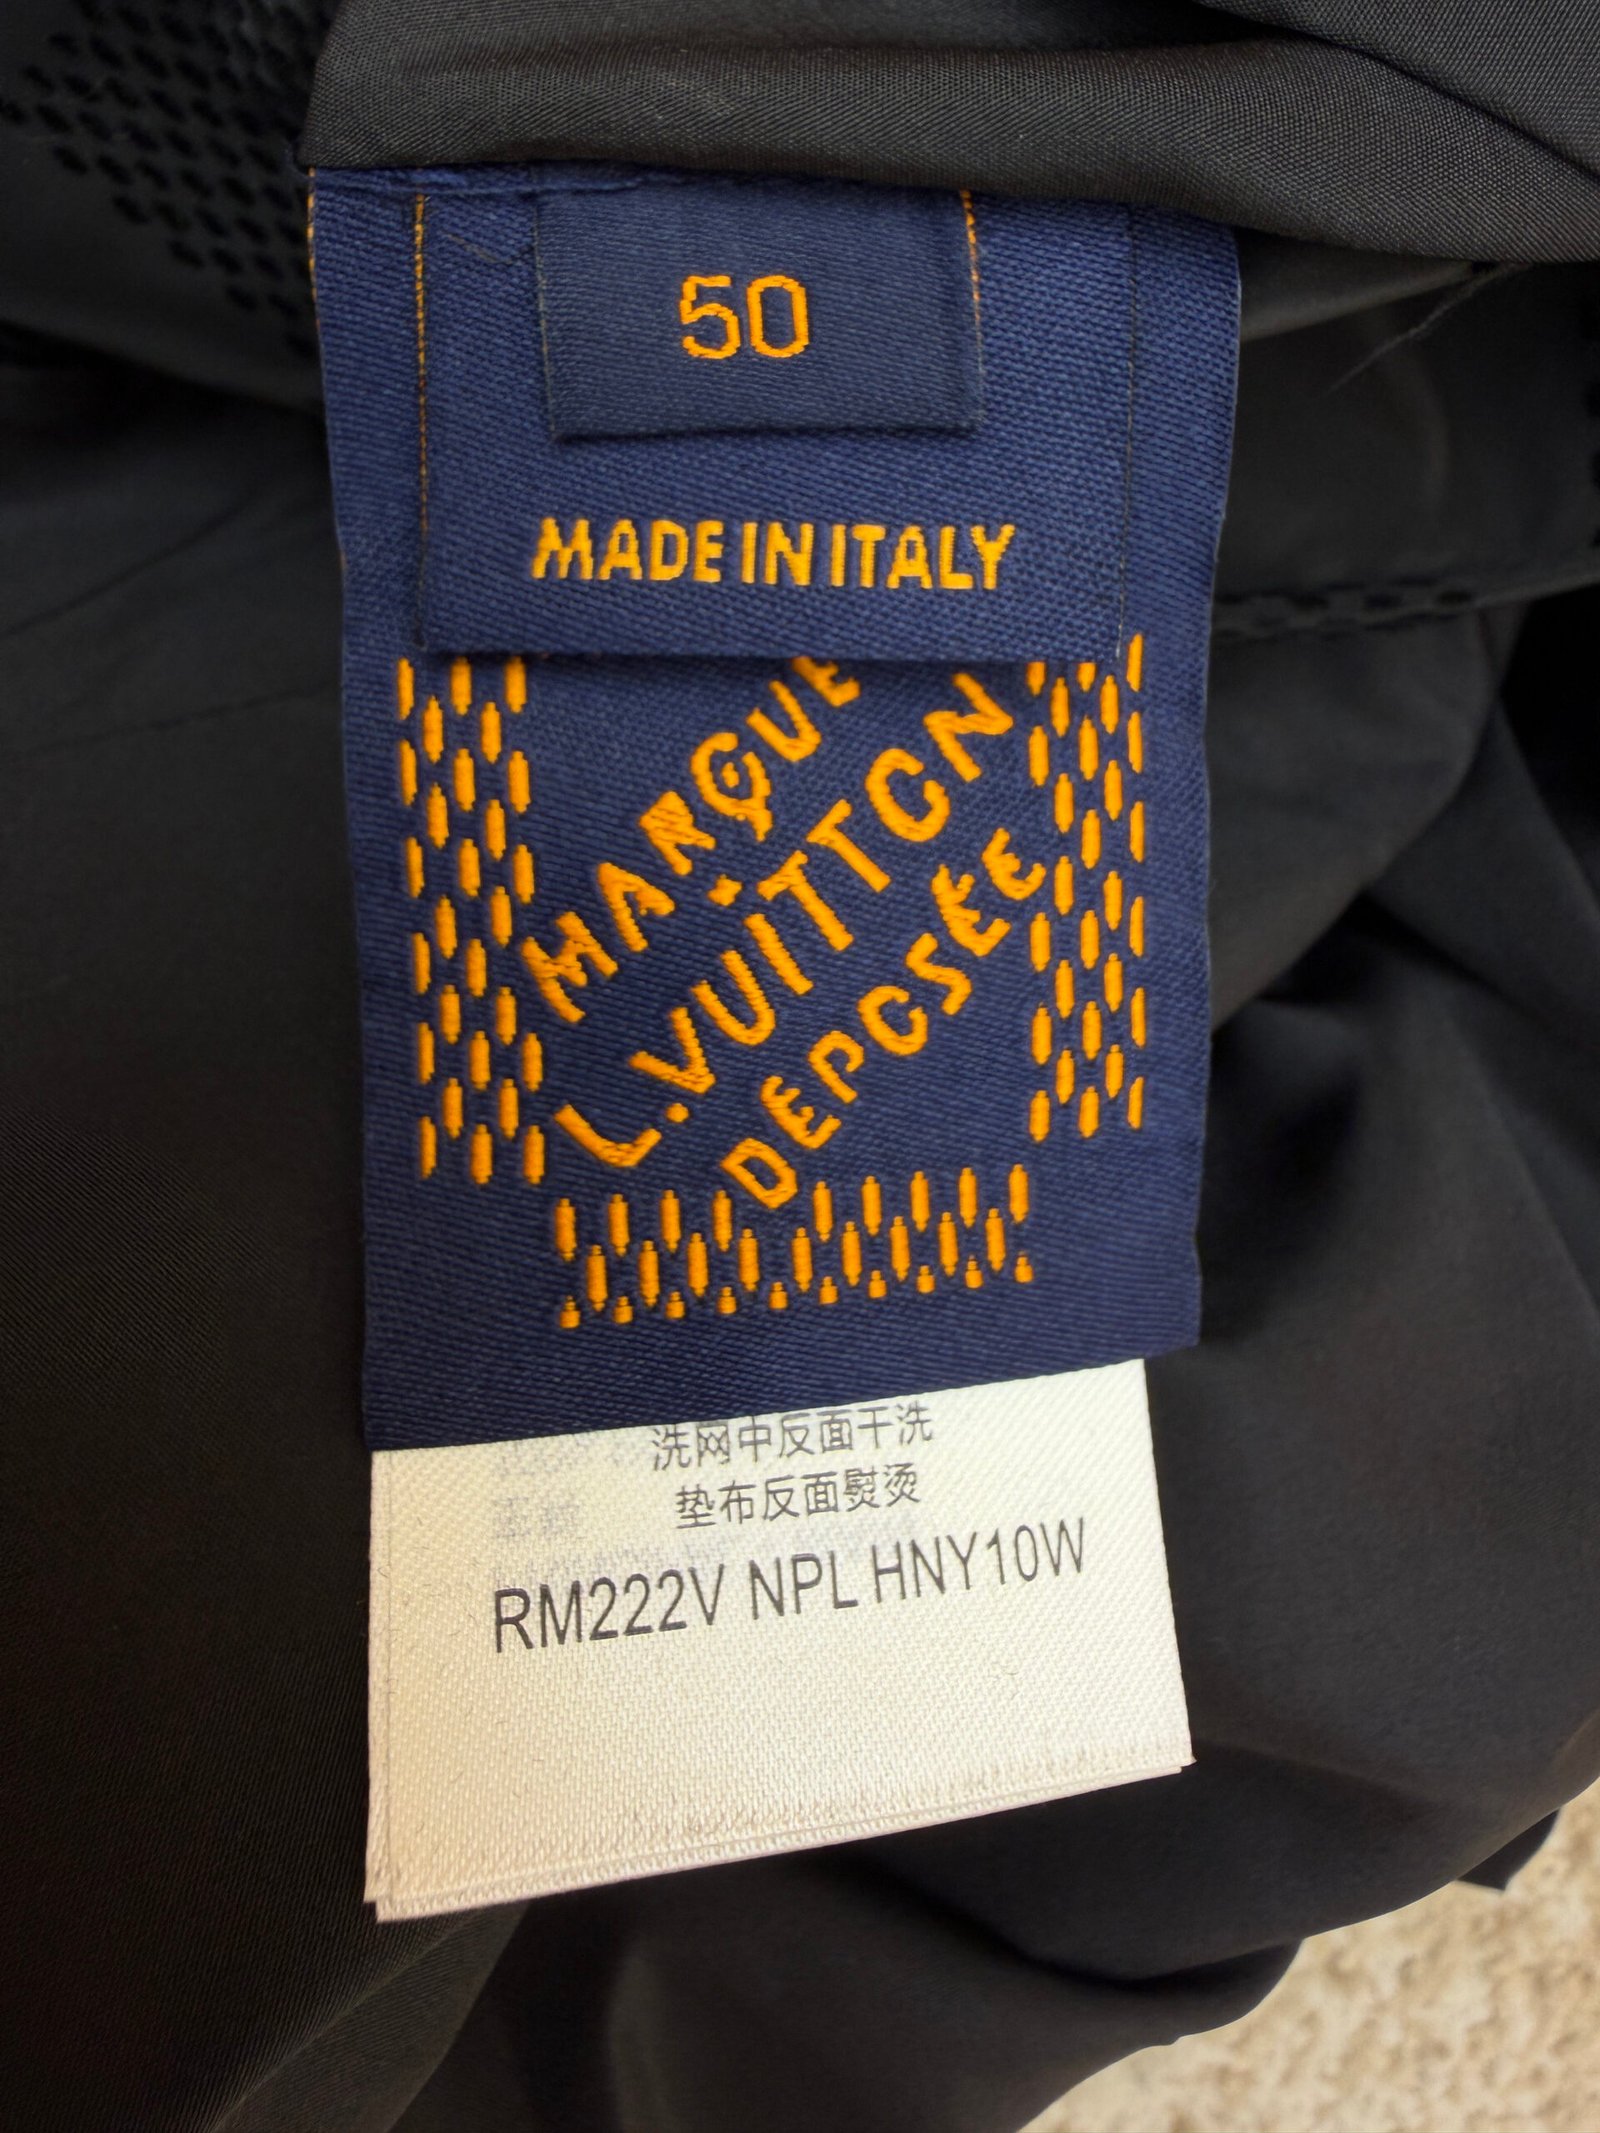 50
MADE IN ITALY
MARQUE
L.VUITTON
DEPOSÉE
洗网中反面干洗
垫布反面熨烫
RM222V NPL HNY10W